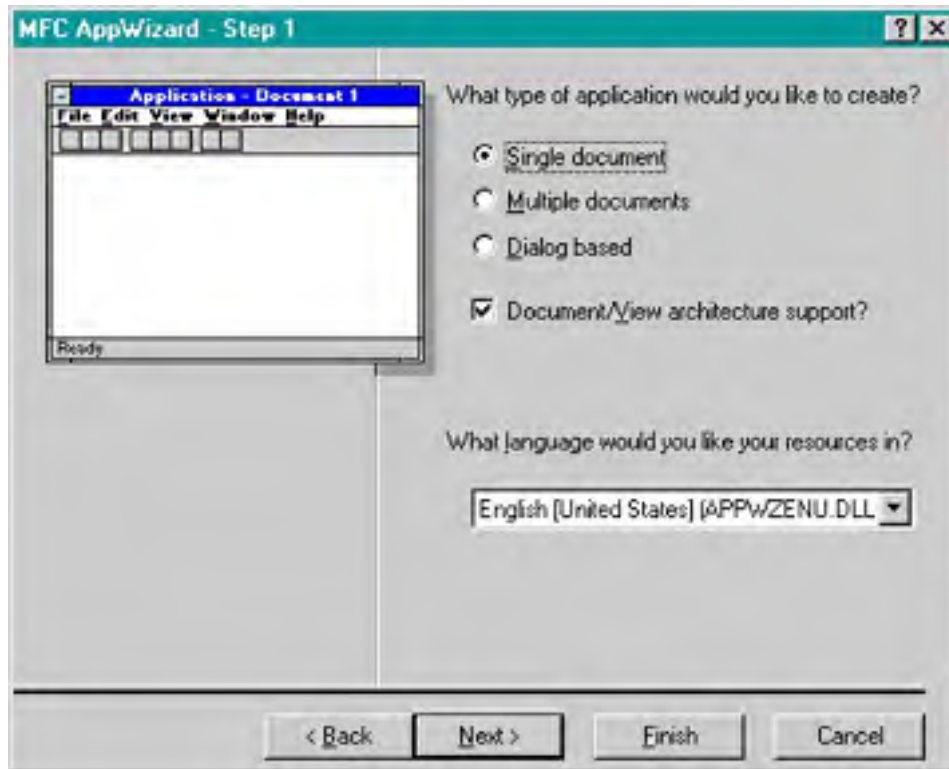 MFC AppWizard - Step 1
Application - Document 1
File Edit View Window Help
Ready
What type of application would you like to create?
Single document
Multiple documents
Dialog based
Document/View architecture support?
What language would you like your resources in?
English [United States] (APPWZENU.DLL
< Back
Next >
Finish
Cancel